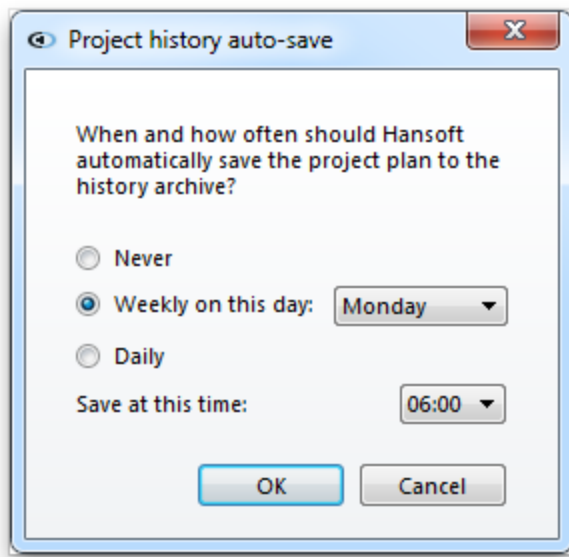 Project history auto-save
When and how often should Hansoft
automatically save the project plan to the
history archive?
Never
Weekly on this day: Monday
Daily
Save at this time: 06:00
OK Cancel